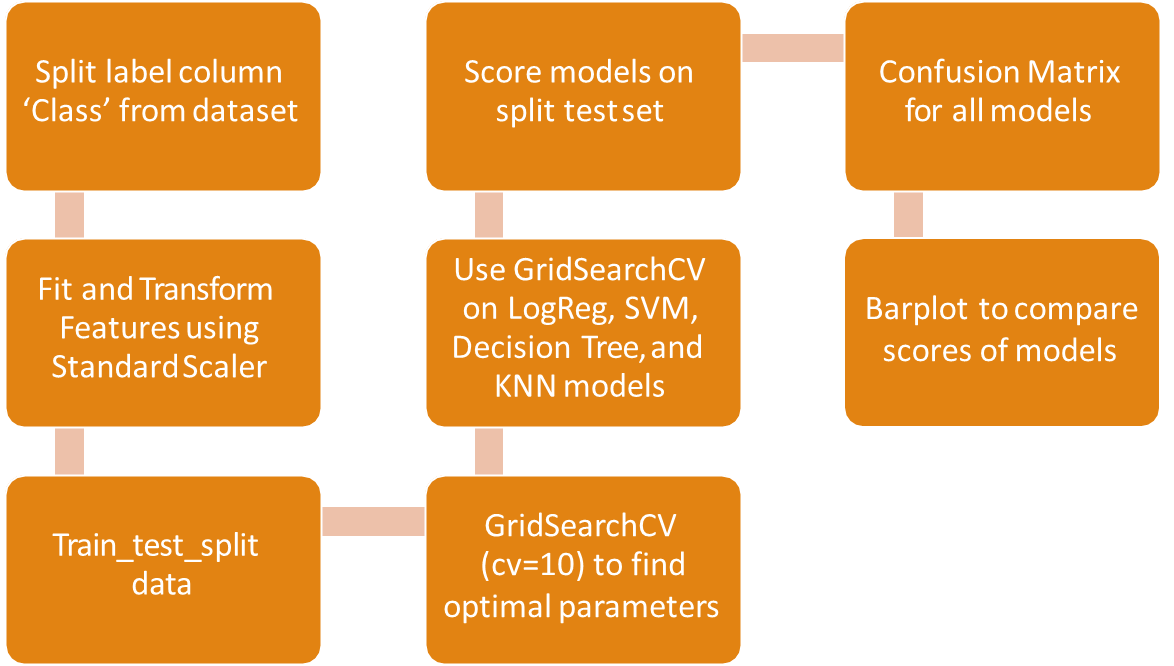 Split label column
‘Class’ from dataset
Fit and Transform
Features using
Standard Scaler
Train_test_split
data
GridSearchCV
(cv=10) to find
optimal parameters
Use GridSearchCV
on LogReg, SVM,
Decision Tree, and
KNN models
Score models on
split test set
Confusion Matrix
for all models
Barplot to compare
scores of models